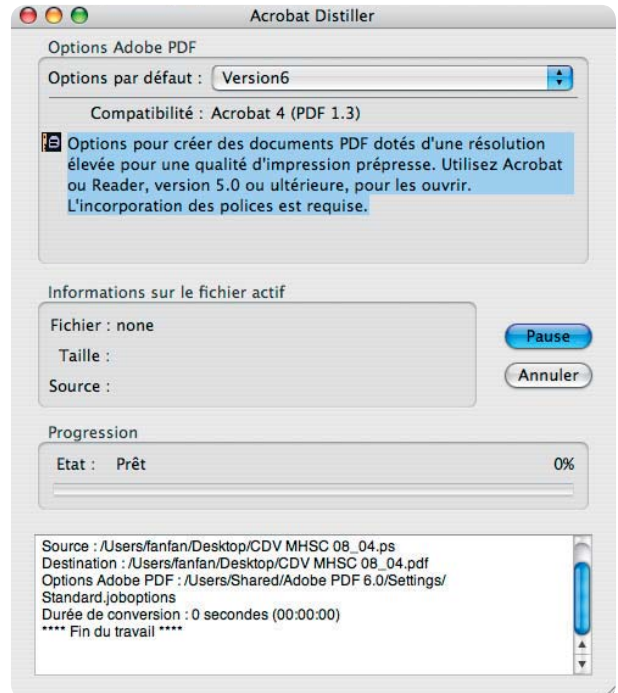 Acrobat Distiller
Options Adobe PDF
Options par défaut : Version6
Compatibilité : Acrobat 4 (PDF 1.3)
Options pour créer des documents PDF dotés d'une résolution
élevée pour une qualité d'impression prépresse. Utilisez Acrobat
ou Reader, version 5.0 ou ultérieure, pour les ouvrir.
L'incorporation des polices est requise.
Informations sur le fichier actif
Fichier : none
Taille :
Source :
Pause
Annuler
Progression
Etat : Prêt 0%
Source : /Users/fanfan/Desktop/CDV MHSC 08_04.ps
Destination : /Users/fanfan/Desktop/CDV MHSC 08_04.pdf
Options Adobe PDF : /Users/Shared/Adobe PDF 6.0/Settings/
Standard.joboptions
Durée de conversion : 0 secondes (00:00:00)
**** Fin du travail ****